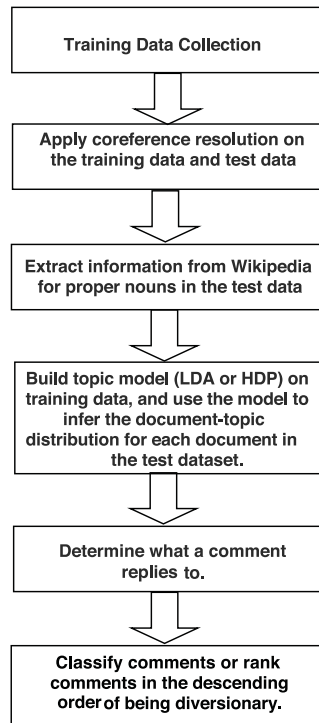 Training Data Collection
Apply coreference resolution on
the training data and test data
Extract information from Wikipedia
for proper nouns in the test data
Build topic model (LDA or HDP) on
training data, and use the model to
infer the document-topic
distribution for each document in
the test dataset.
Determine what a comment
replies to.
Classify comments or rank
comments in the descending
order of being diversionary.